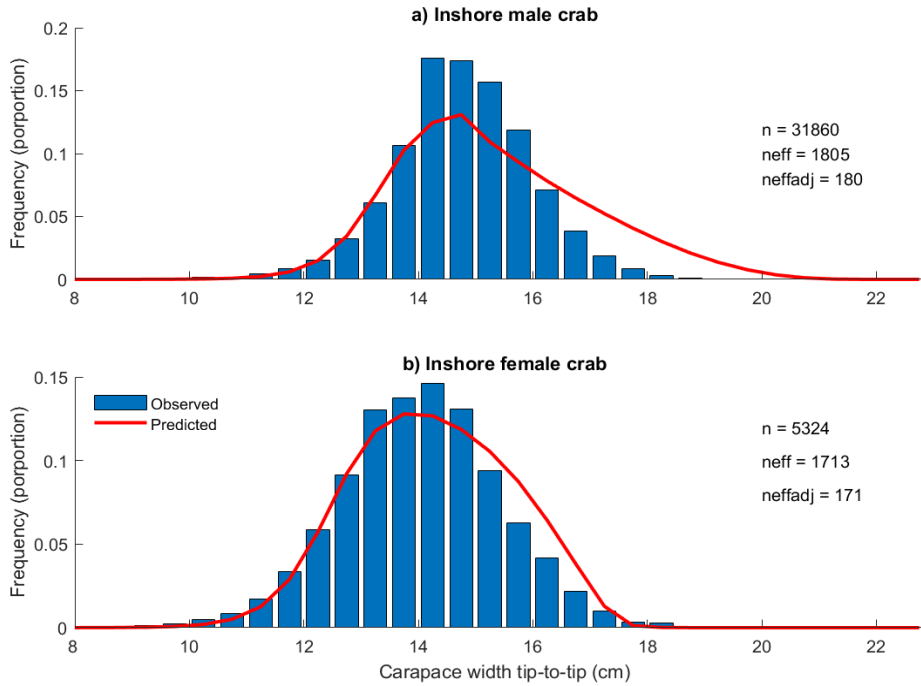 a) Inshore male crab
Frequency (porportion)
0.2
0.15
0.1
0.05
0
8 10 12 14 16 18 20 22
n = 31860
neff = 1805
neffadj = 180
b) Inshore female crab
Frequency (porportion)
0.15
0.1
0.05
0
Observed
Predicted
n = 5324
neff = 1713
neffadj = 171
8 10 12 14 16 18 20 22
Carapace width tip-to-tip (cm)